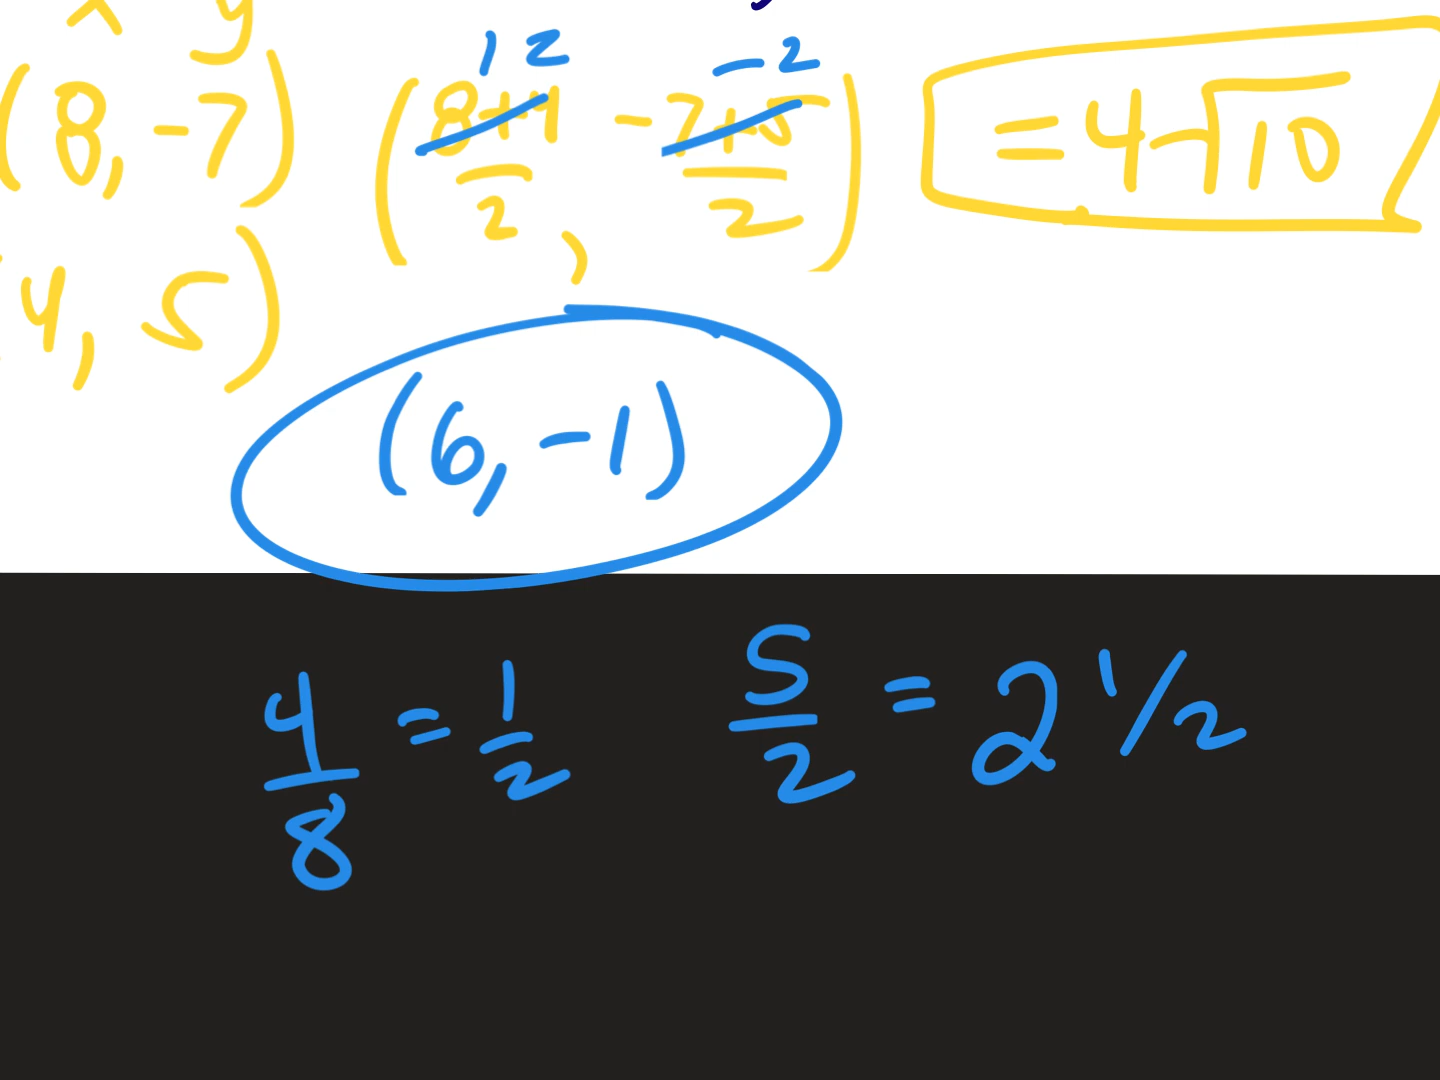 x y
(8, -7) (8+4/2, -7+5/2) = 4√10
12 -2
4, 5)
(6, -1)
4/8 = 1/2 5/2 = 2 1/2